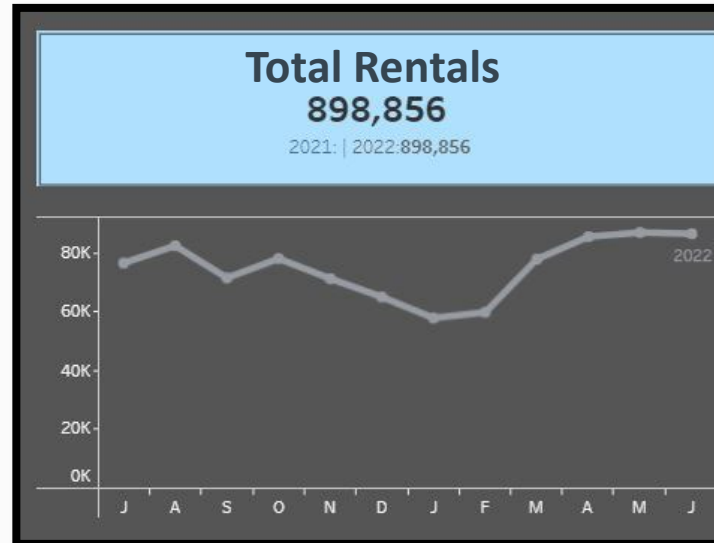 Total Rentals
898,856
2021: | 2022:898,856
80K
2022
60K
40K
20K
0K
J A S O N D J F M A M J